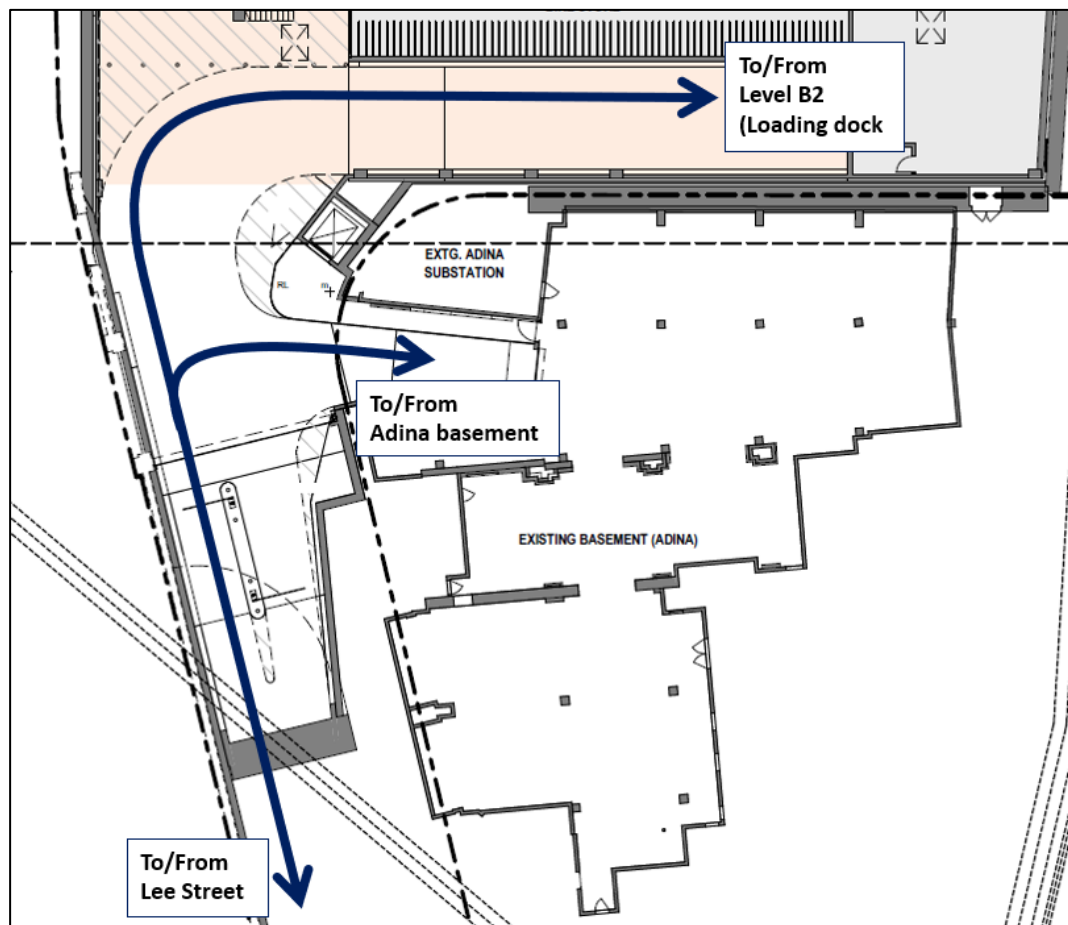 To/From
Level B2
(Loading dock
EXTG. ADINA
SUBSTATION
RL
m
To/From
Adina basement
EXISTING BASEMENT (ADINA)
To/From
Lee Street